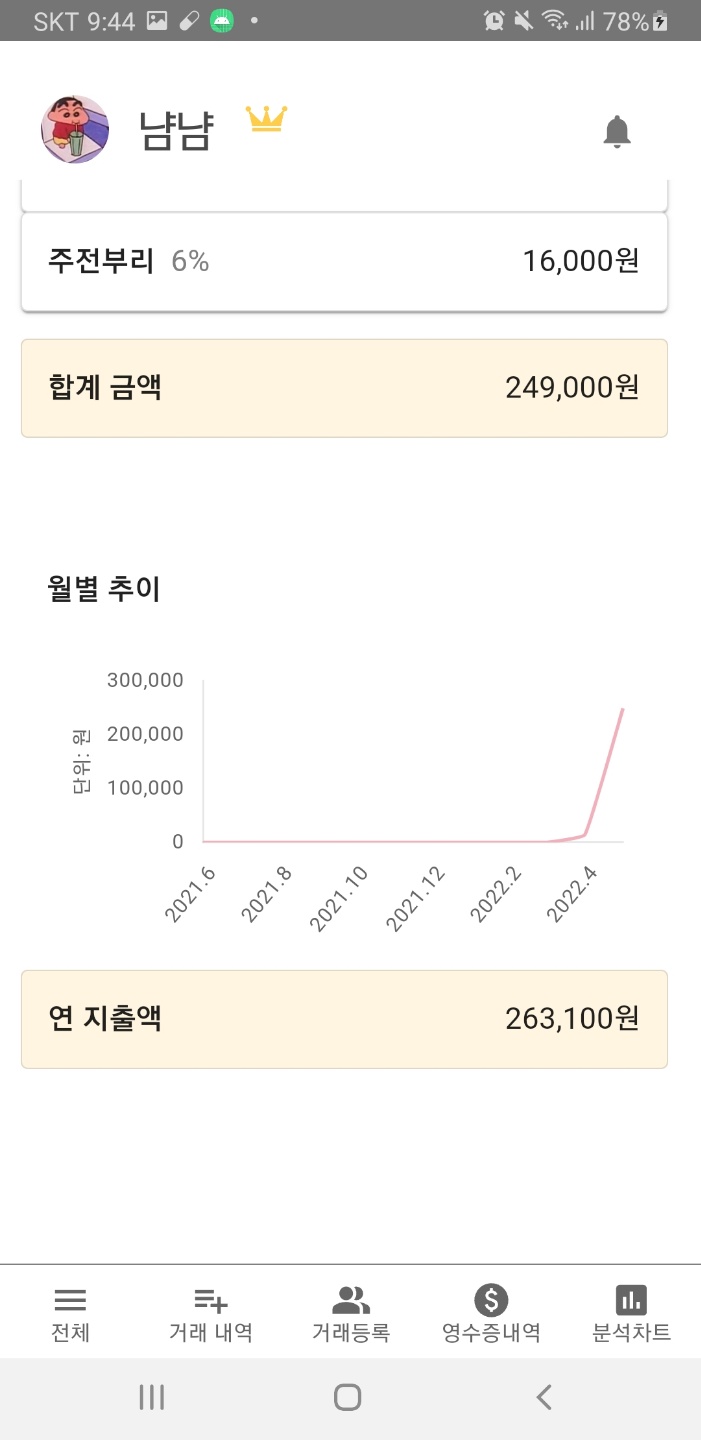 SKT 9:44 78%
냠냠
주전부리 6% 16,000원
합계 금액 249,000원
월별 추이
300,000
200,000
100,000
0
단위: 원
2021.6 2021.8 2021.10 2021.12 2022.2 2022.4
연 지출액 263,100원
전체 거래 내역 거래등록 영수증내역 분석차트